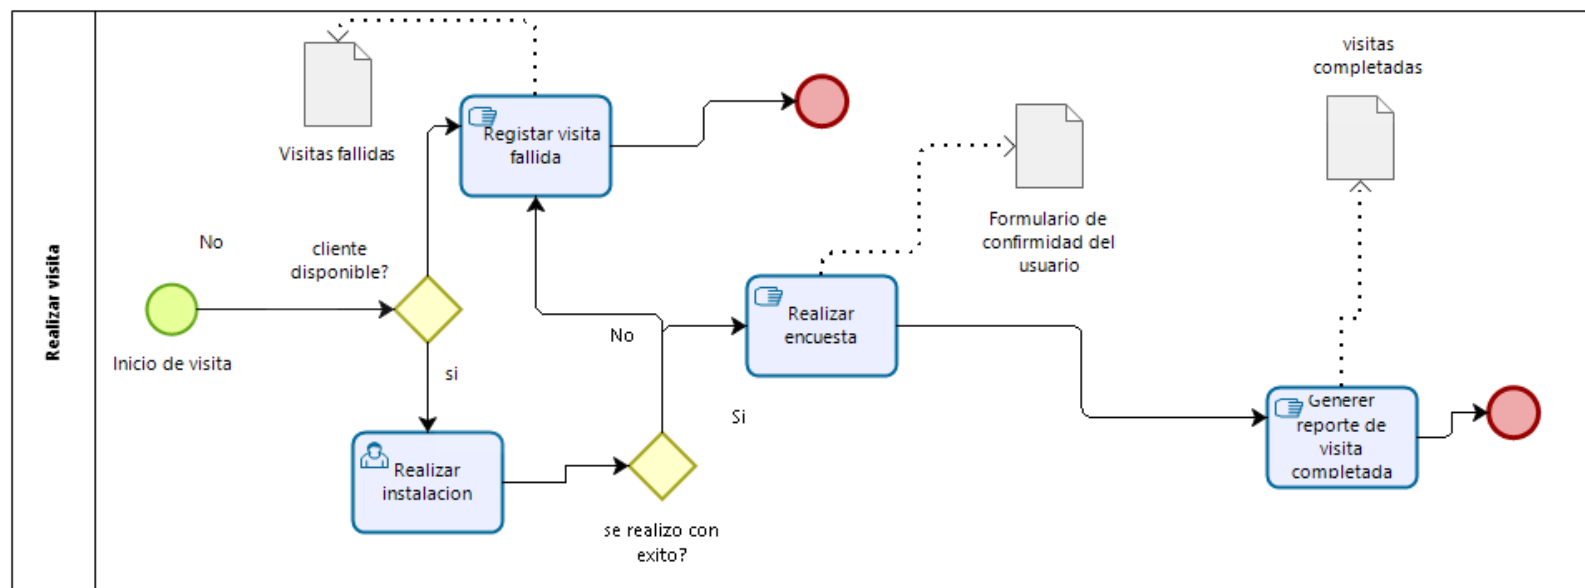 Realizar visita
Inicio de visita
No
cliente
disponible?
si
Visitas fallidas
Registar visita
fallida
Realizar
instalacion
se realizo con
exito?
No
Si
Realizar
encuesta
Formulario de
confirmidad del
usuario
visitas
completadas
Generer
reporte de
visita
completada